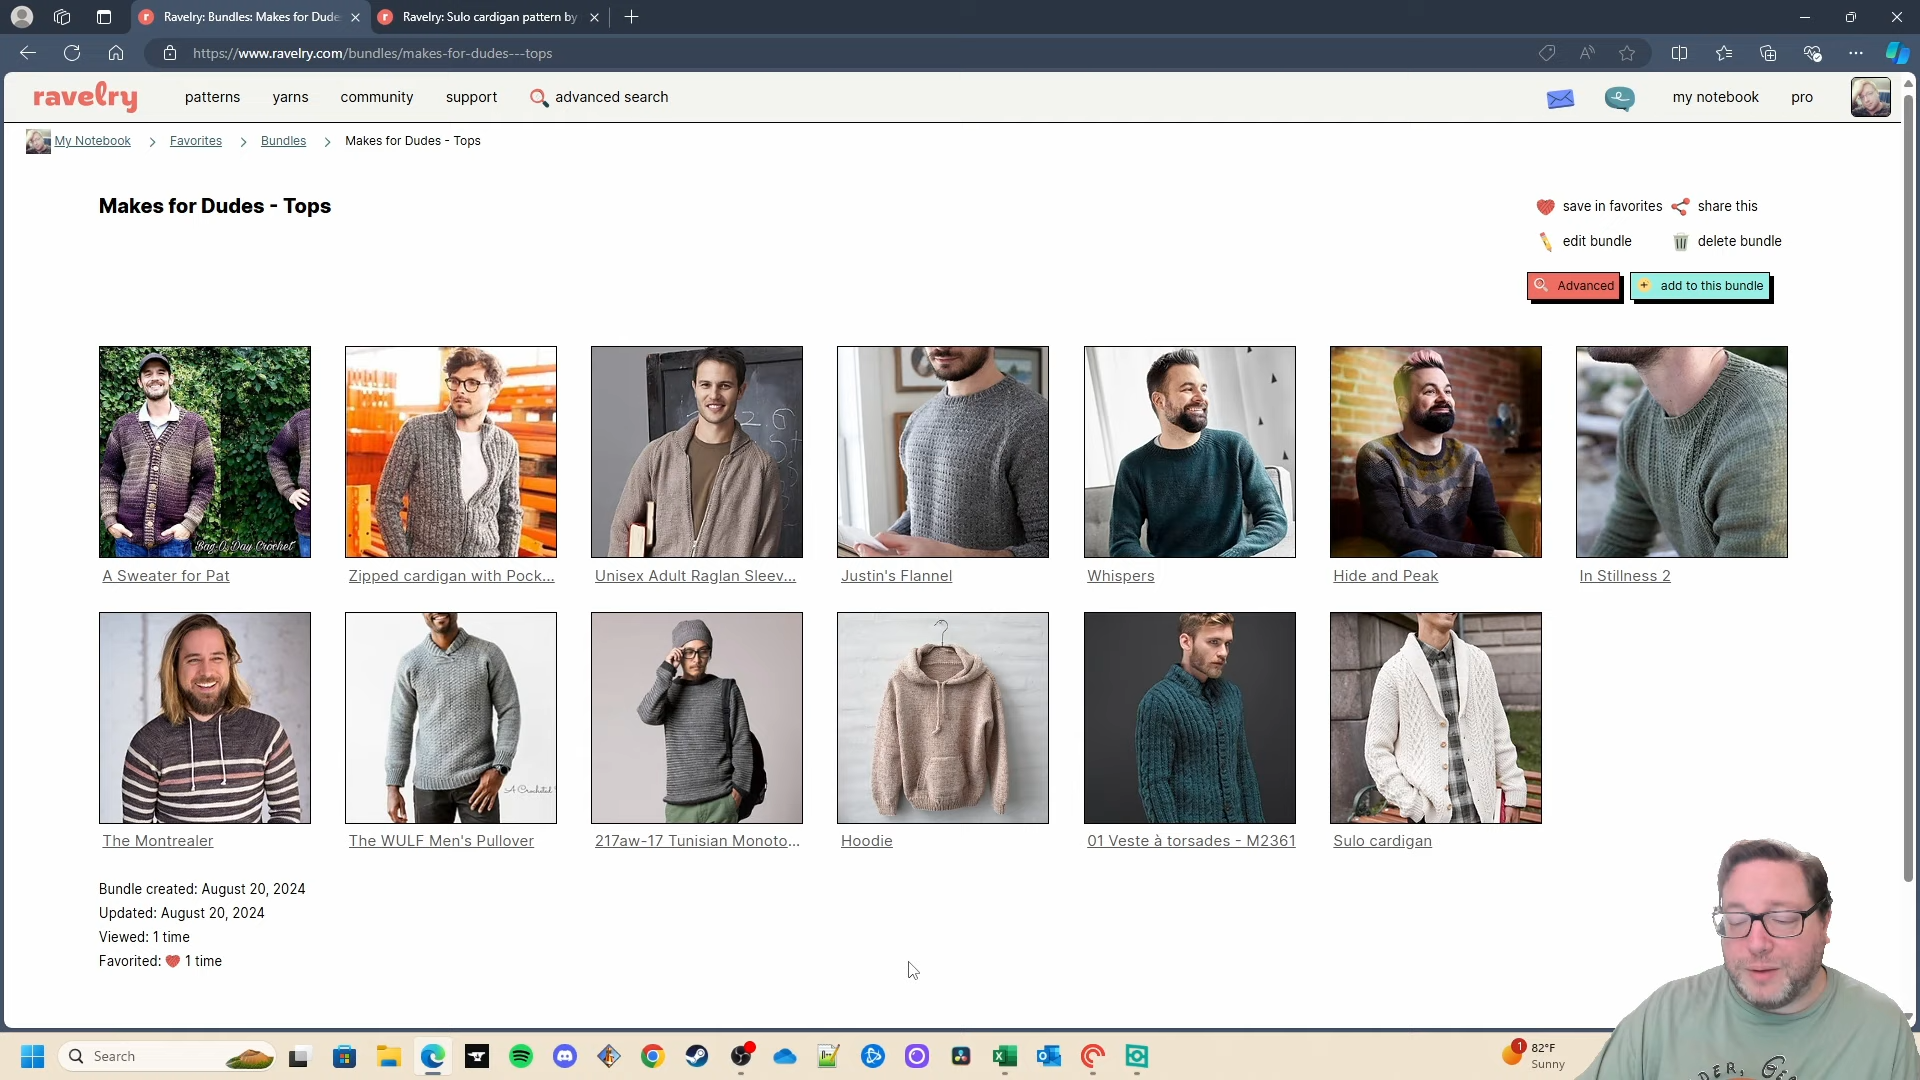 Ravelry: Bundles: Makes for Dude
Ravelry: Sulo cardigan pattern by
https://www.ravelry.com/bundles/makes-for-dudes---tops
ravelry
patterns
yarns
community
support
advanced search
my notebook
pro
My Notebook
Favorites
Bundles
Makes for Dudes - Tops
Makes for Dudes - Tops
save in favorites
share this
edit bundle
delete bundle
Advanced
add to this bundle
Bag-O-Day Crochet
A Sweater for Pat
Zipped cardigan with Pock...
Unisex Adult Raglan Sleev...
Justin's Flannel
Whispers
Hide and Peak
In Stillness 2
A Crocheted
The Montrealer
The WULF Men's Pullover
217aw-17 Tunisian Monoto...
Hoodie
01 Veste à torsades - M2361
Sulo cardigan
Bundle created: August 20, 2024
Updated: August 20, 2024
Viewed: 1 time
Favorited: 1 time
Search
1
82°F
Sunny